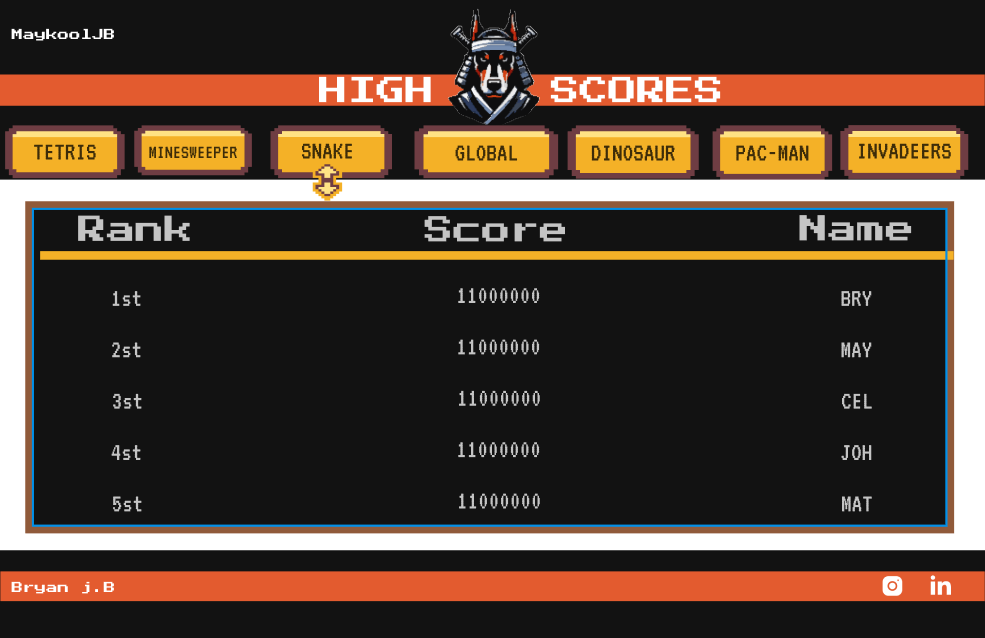 MaykoolJB
HIGH SCORES
TETRIS MINESWEEPER SNAKE GLOBAL DINOSAUR PAC-MAN INVADEERS
Rank Score Name
1st 11000000 BRY
2st 11000000 MAY
3st 11000000 CEL
4st 11000000 JOH
5st 11000000 MAT
Bryan j.B in